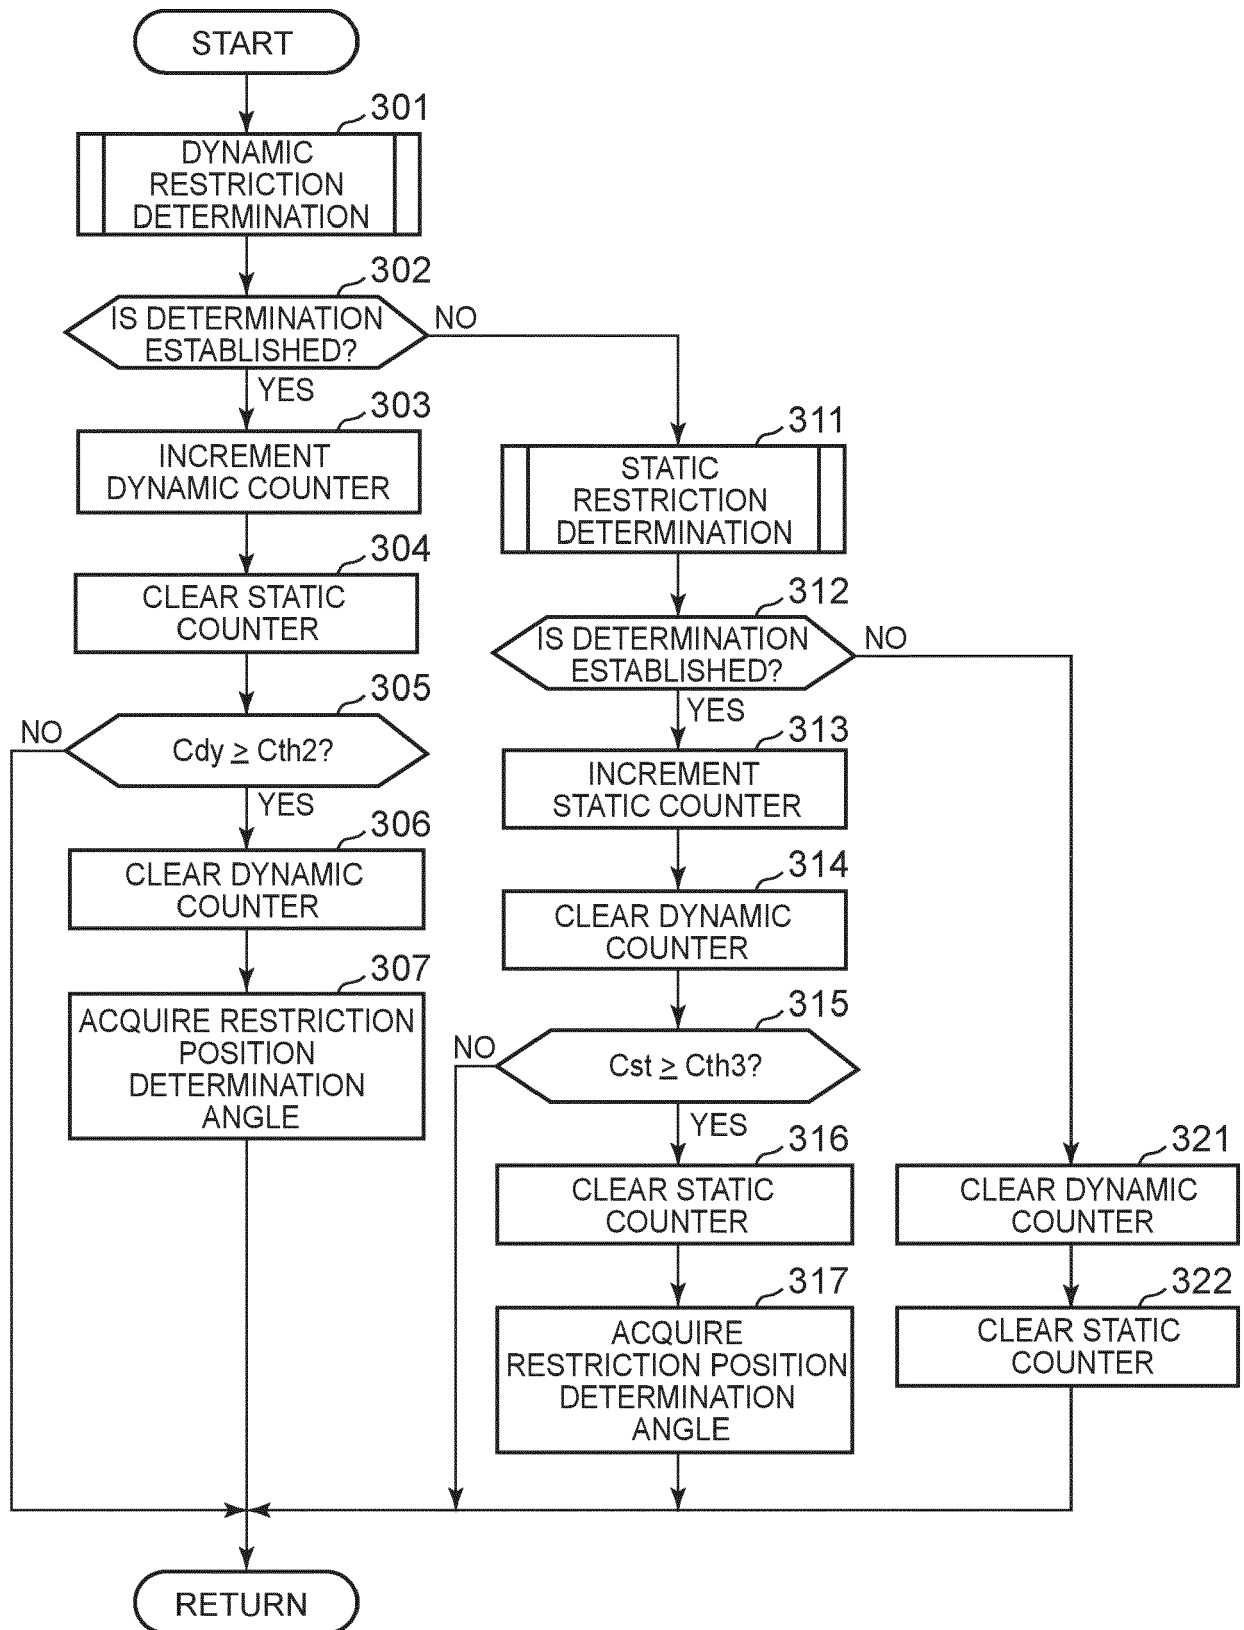 START
301
DYNAMIC
RESTRICTION
DETERMINATION
302
IS DETERMINATION
ESTABLISHED?
NO
YES
303
INCREMENT
DYNAMIC COUNTER
304
CLEAR STATIC
COUNTER
305
NO
Cdy ≥ Cth2?
YES
306
CLEAR DYNAMIC
COUNTER
307
ACQUIRE RESTRICTION
POSITION
DETERMINATION
ANGLE
311
STATIC
RESTRICTION
DETERMINATION
312
IS DETERMINATION
ESTABLISHED?
NO
YES
313
INCREMENT
STATIC COUNTER
314
CLEAR DYNAMIC
COUNTER
315
NO
Cst ≥ Cth3?
YES
316
CLEAR STATIC
COUNTER
317
ACQUIRE
RESTRICTION POSITION
DETERMINATION
ANGLE
321
CLEAR DYNAMIC
COUNTER
322
CLEAR STATIC
COUNTER
RETURN